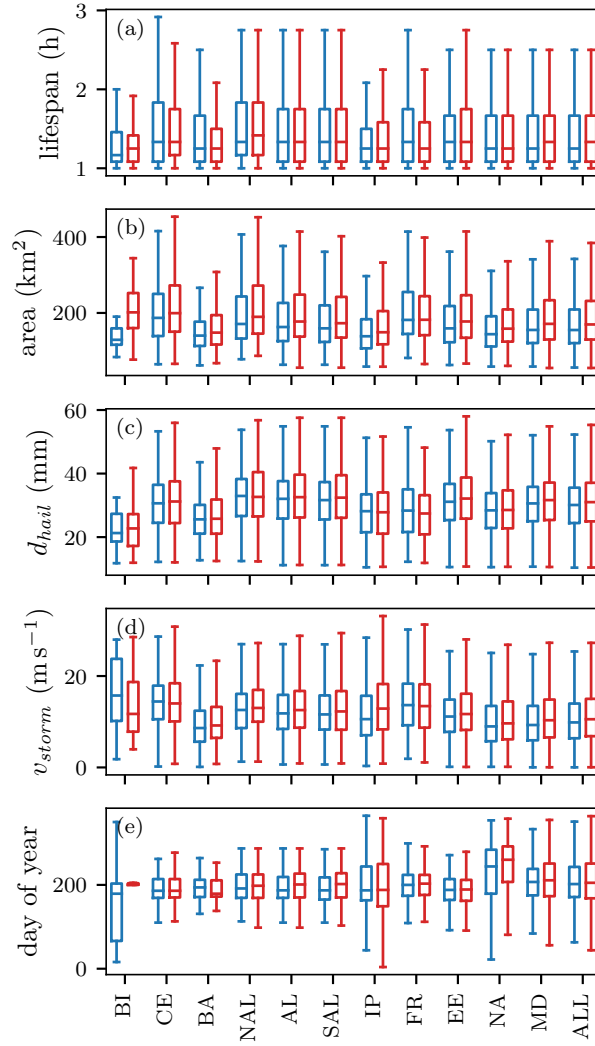 3
2
1
lifespan (h)
(a)
400
200
area (km²)
(b)
60
40
20
d_hail (mm)
(c)
20
0
v_storm (m s⁻¹)
(d)
200
0
day of year
(e)
BI CE BA NAL AL SAL IP FR EE NA MD ALL